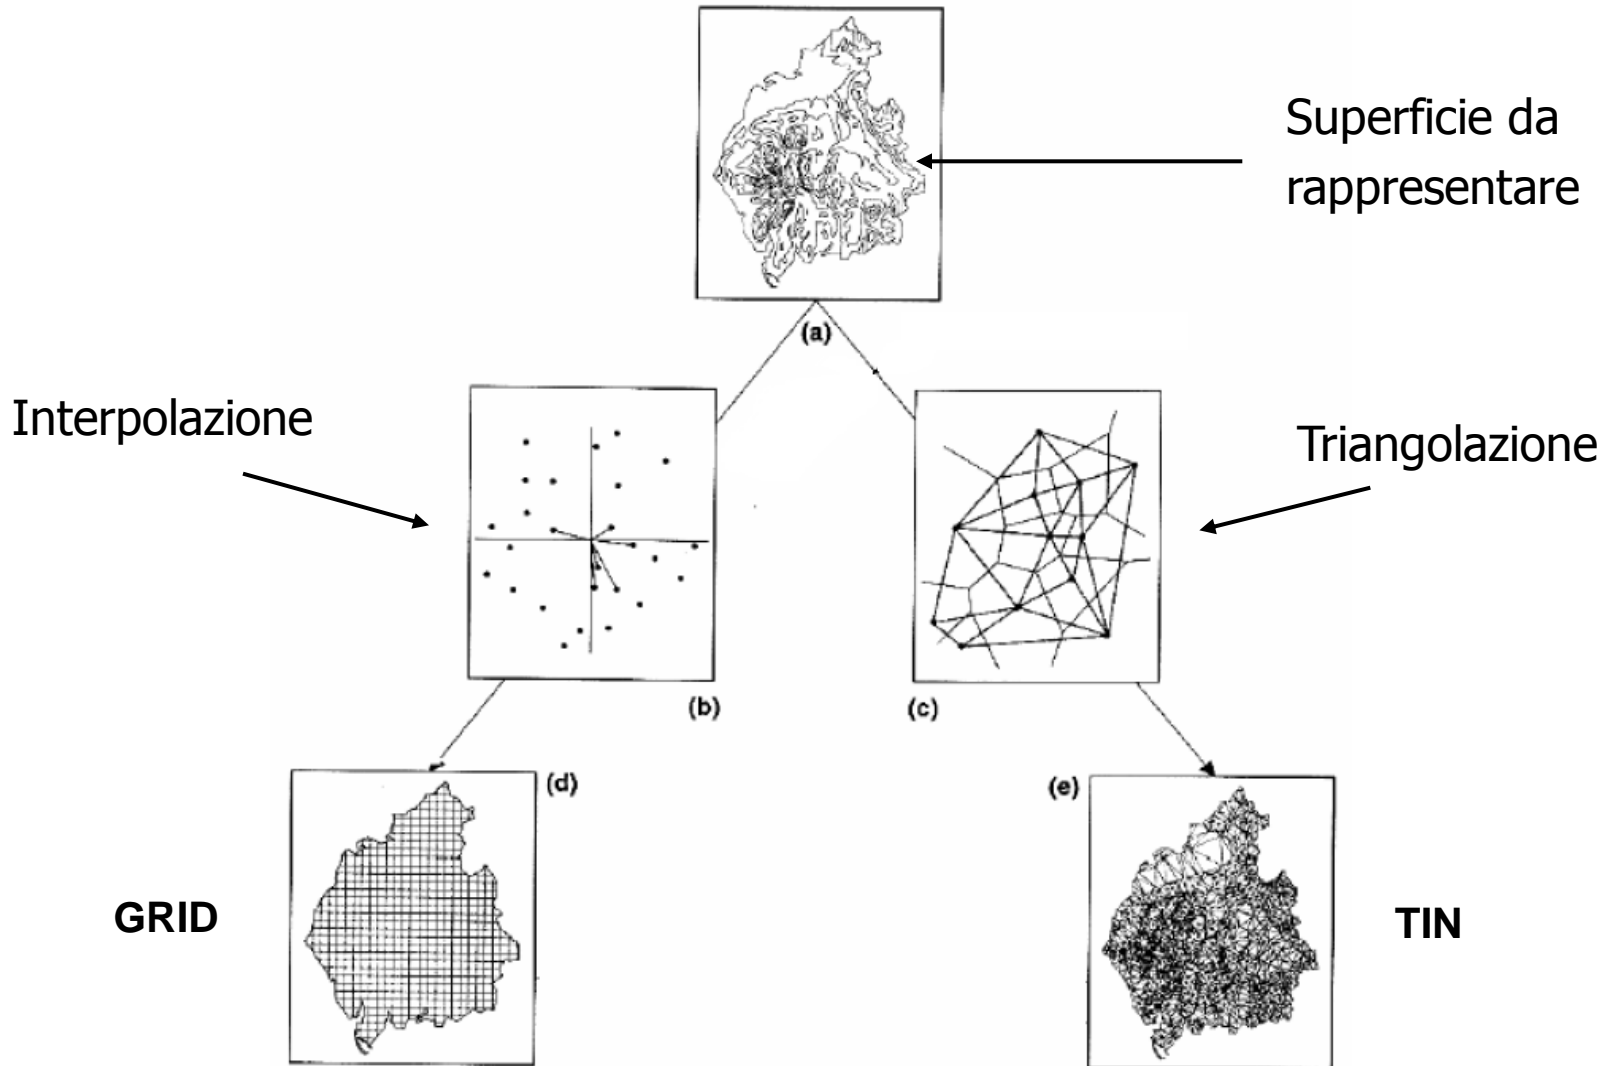 Superficie da
rappresentare
(a)
Interpolazione
Triangolazione
(b)
(c)
(d)
(e)
GRID
TIN